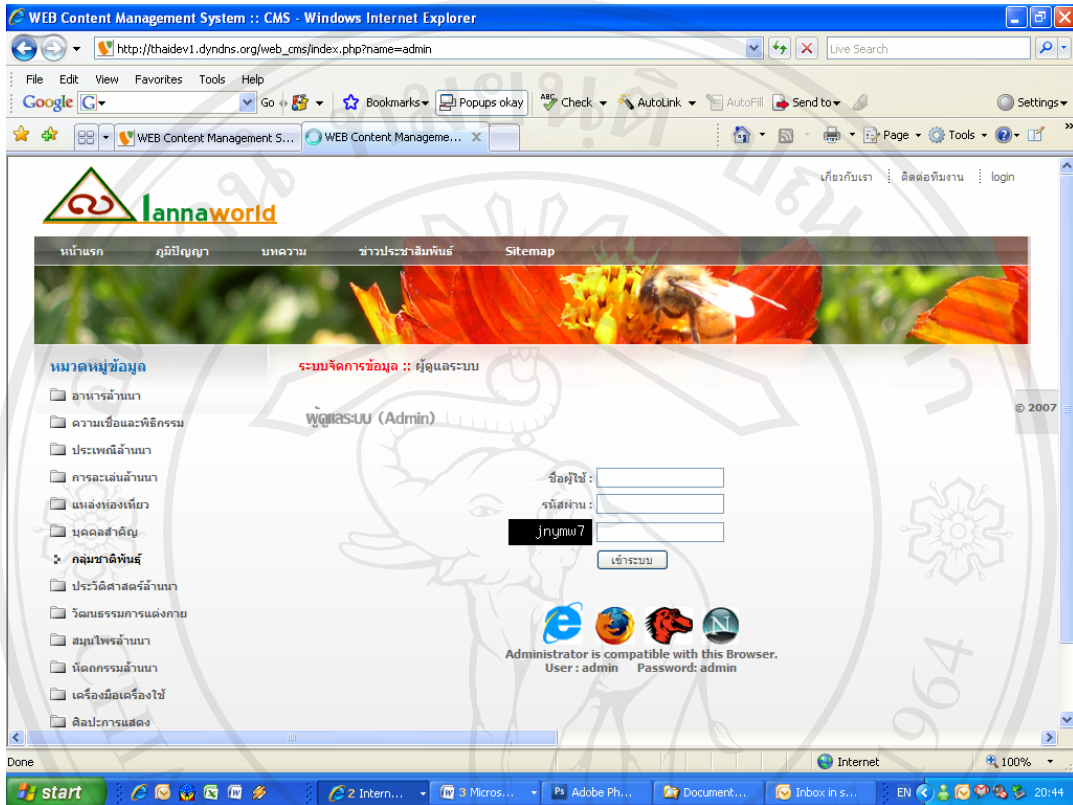 WEB Content Management System :: CMS - Windows Internet Explorer
http://thaidev1.dyndns.org/web_cms/index.php?name=admin
Live Search
File Edit View Favorites Tools Help
Google G Go Bookmarks Popups okay ABC Check AutoLink AutoFill Send to Settings
WEB Content Management S... WEB Content Manageme... X Page Tools
เกี่ยวกับเรา ติดต่อทีมงาน login
lannaworld
หน้าแรก ภูมิปัญญา บทความ ข่าวประชาสัมพันธ์ Sitemap
หมวดหมู่ข้อมูล
อาหารล้านนา
ความเชื่อและพิธีกรรม
ประเพณีล้านนา
การละเล่นล้านนา
แหล่งท่องเที่ยว
บุคคลสำคัญ
กลุ่มชาติพันธุ์
ประวัติศาสตร์ล้านนา
วัฒนธรรมการแต่งกาย
สมุนไพรล้านนา
หัตถกรรมล้านนา
เครื่องมือเครื่องใช้
ศิลปะการแสดง
ระบบจัดการข้อมูล :: ผู้ดูแลระบบ
ผู้ดูแลระบบ (Admin)
ชื่อผู้ใช้ :
รหัสผ่าน :
jnymw7
เข้าระบบ
Administrator is compatible with this Browser.
User : admin Password: admin
© 2007
Done Internet 100%
start 2 Intern... 3 Micros... Ps Adobe Ph... Document... Inbox in s... EN 20:44